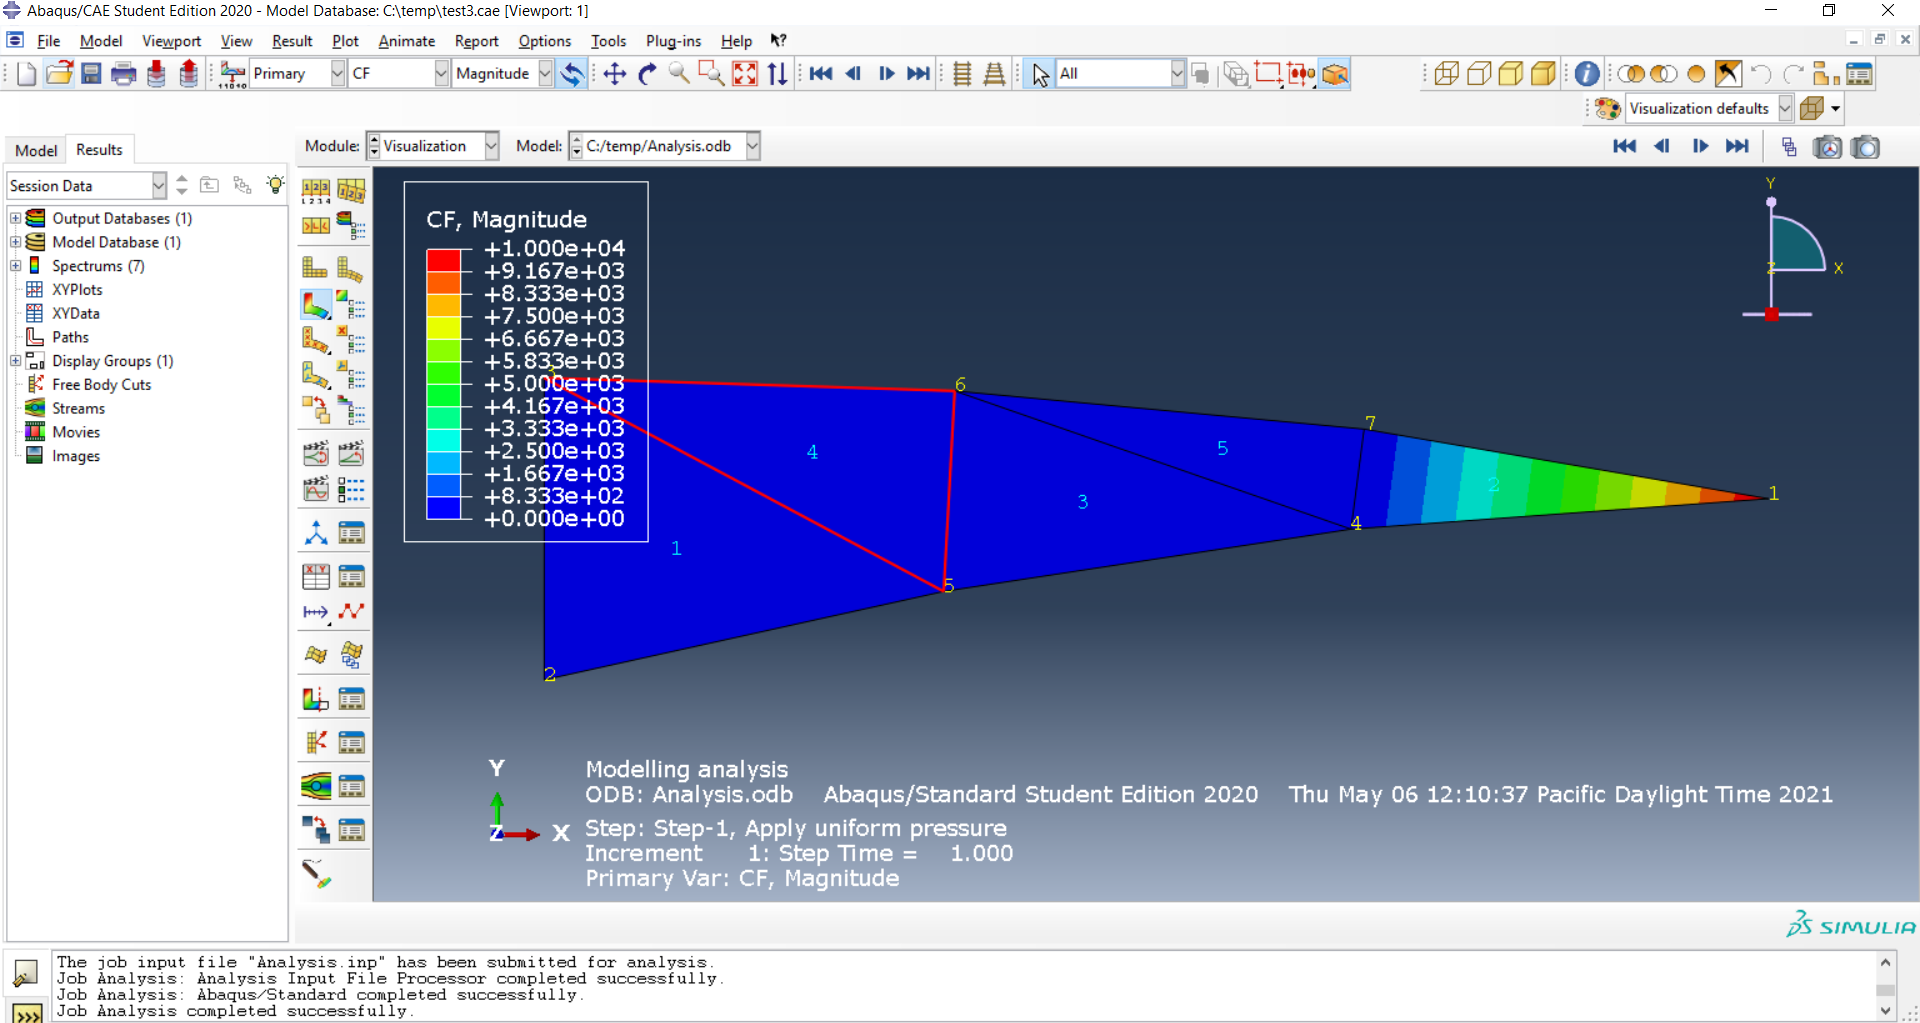 Abaqus/CAE Student Edition 2020 - Model Database: C:\temp\test3.cae [Viewport: 1]
File Model Viewport View Result Plot Animate Report Options Tools Plug-ins Help ?
Primary CF Magnitude All
Visualization defaults
Model Results
Module: Visualization Model: C:/temp/Analysis.odb
Session Data
Output Databases (1)
Model Database (1)
Spectrums (7)
XYPlots
XYData
Paths
Display Groups (1)
Free Body Cuts
Streams
Movies
Images
CF, Magnitude
+1.000e+04
+9.167e+03
+8.333e+03
+7.500e+03
+6.667e+03
+5.833e+03
+5.000e+03
+4.167e+03
+3.333e+03
+2.500e+03
+1.667e+03
+8.333e+02
+0.000e+00
Y
Z X
3
6
7
4
5
2
1
3
4
5
1
2
Y
Z X
Modelling analysis
ODB: Analysis.odb Abaqus/Standard Student Edition 2020 Thu May 06 12:10:37 Pacific Daylight Time 2021
Step: Step-1, Apply uniform pressure
Increment 1: Step Time = 1.000
Primary Var: CF, Magnitude
SIMULIA
The job input file "Analysis.inp" has been submitted for analysis.
Job Analysis: Analysis Input File Processor completed successfully.
Job Analysis: Abaqus/Standard completed successfully.
Job Analysis completed successfully.